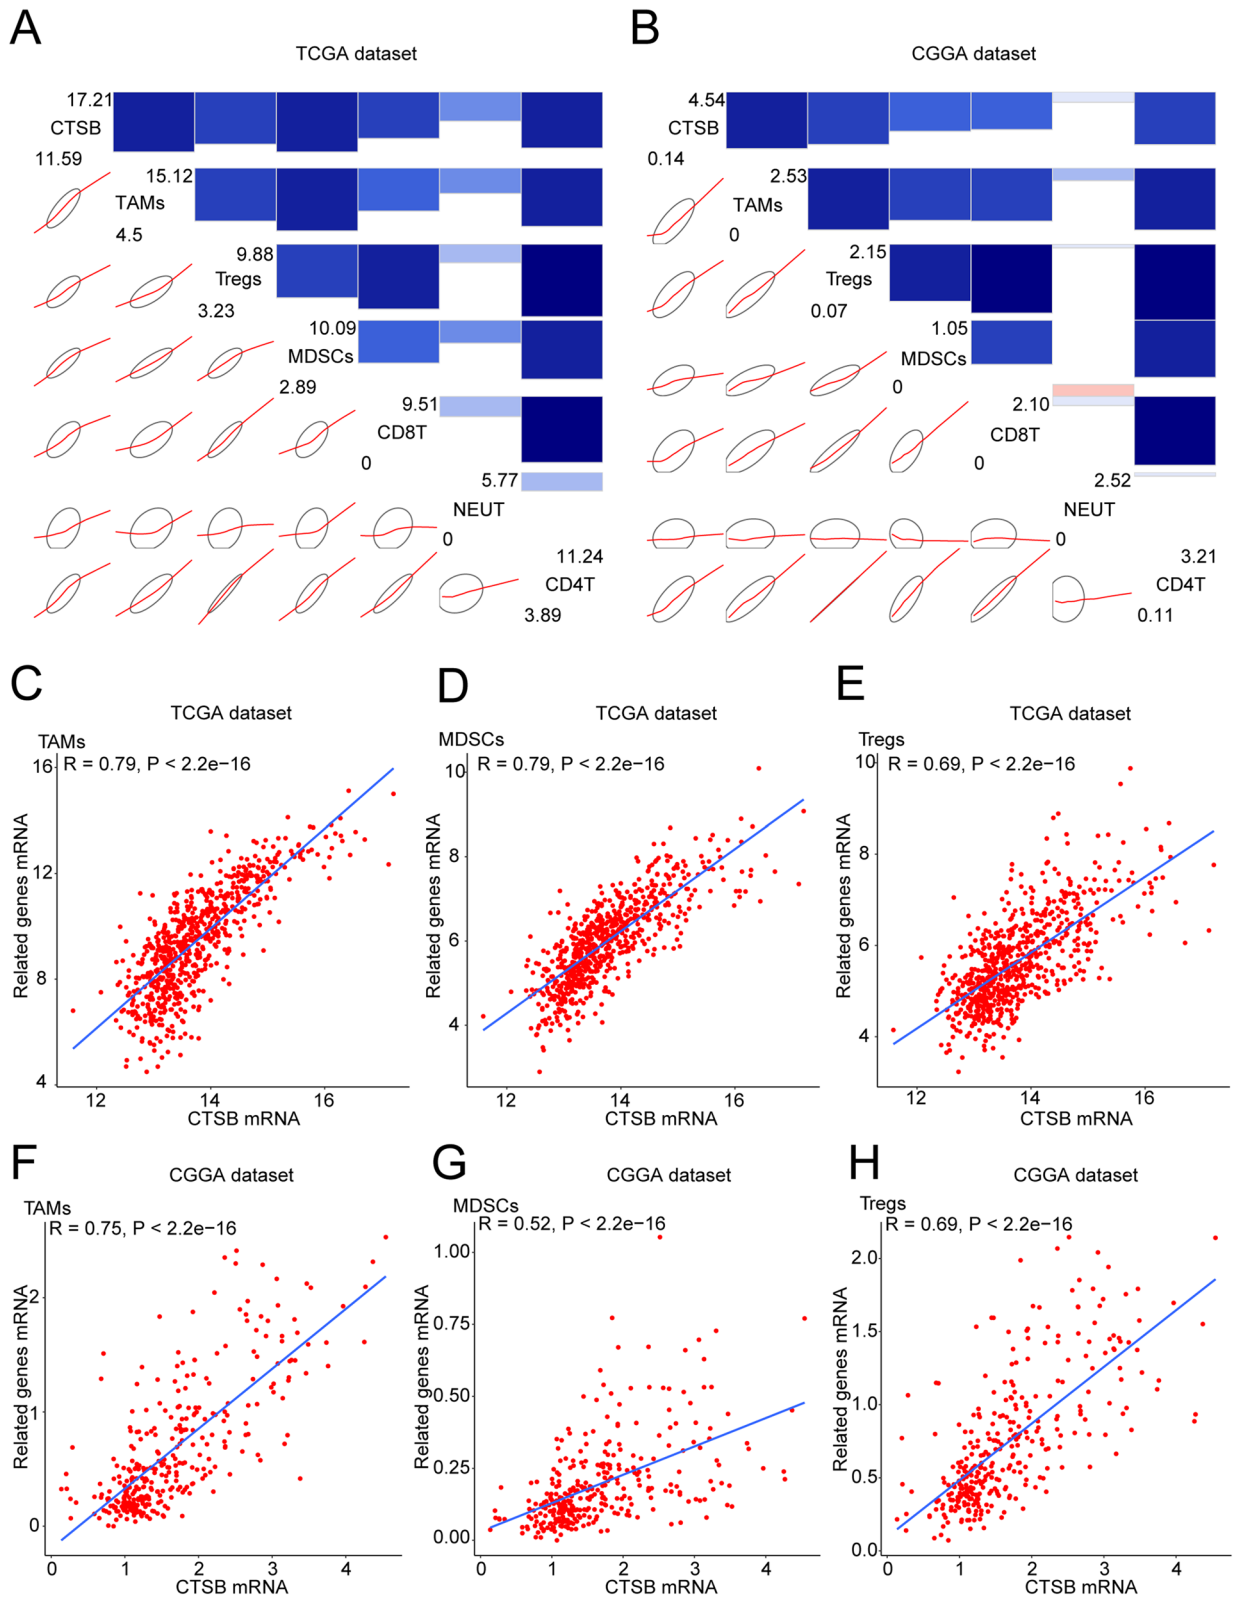 A
B
TCGA dataset
CGGA dataset
17.21
CTSB
11.59
15.12
TAMs
4.5
9.88
Tregs
3.23
10.09
MDSCs
2.89
9.51
CD8T
0
5.77
NEUT
0
11.24
CD4T
3.89
4.54
CTSB
0.14
2.53
TAMs
0
2.15
Tregs
0.07
1.05
MDSCs
0
2.10
CD8T
0
2.52
NEUT
0
3.21
CD4T
0.11
C
TCGA dataset
TAMs
R = 0.79, P < 2.2e−16
Related genes mRNA
16
12
8
4
12
14
16
CTSB mRNA
D
TCGA dataset
MDSCs
R = 0.79, P < 2.2e−16
Related genes mRNA
10
8
6
4
12
14
16
CTSB mRNA
E
TCGA dataset
Tregs
R = 0.69, P < 2.2e−16
Related genes mRNA
10
8
6
4
12
14
16
CTSB mRNA
F
CGGA dataset
TAMs
R = 0.75, P < 2.2e−16
Related genes mRNA
2
1
0
0
1
2
3
4
CTSB mRNA
G
CGGA dataset
MDSCs
R = 0.52, P < 2.2e−16
Related genes mRNA
1.00
0.75
0.50
0.25
0.00
0
1
2
3
4
CTSB mRNA
H
CGGA dataset
Tregs
R = 0.69, P < 2.2e−16
Related genes mRNA
2.0
1.5
1.0
0.5
0.0
0
1
2
3
4
CTSB mRNA